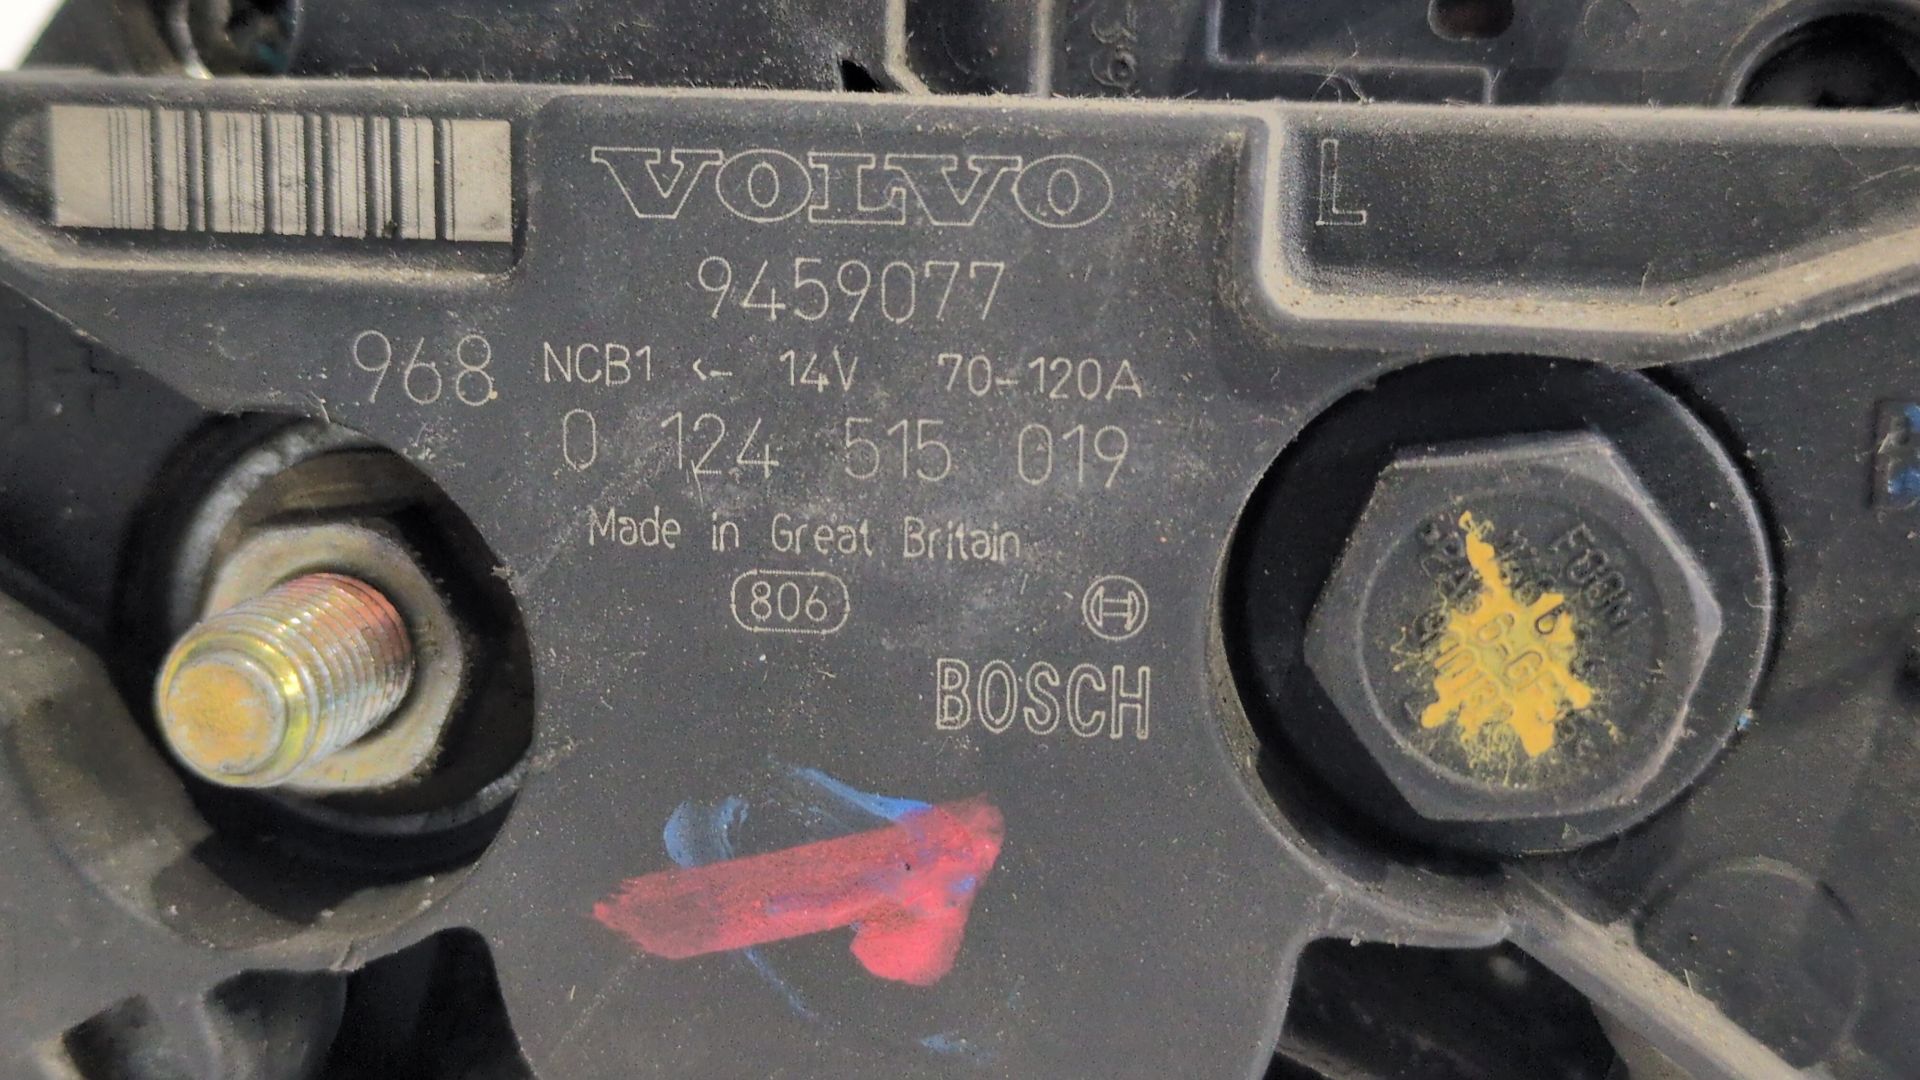 VOLVO
L
9459077
968 NCB1 <- 14V 70-120A
0 124 515 019
Made in Great Britain
806
BOSCH